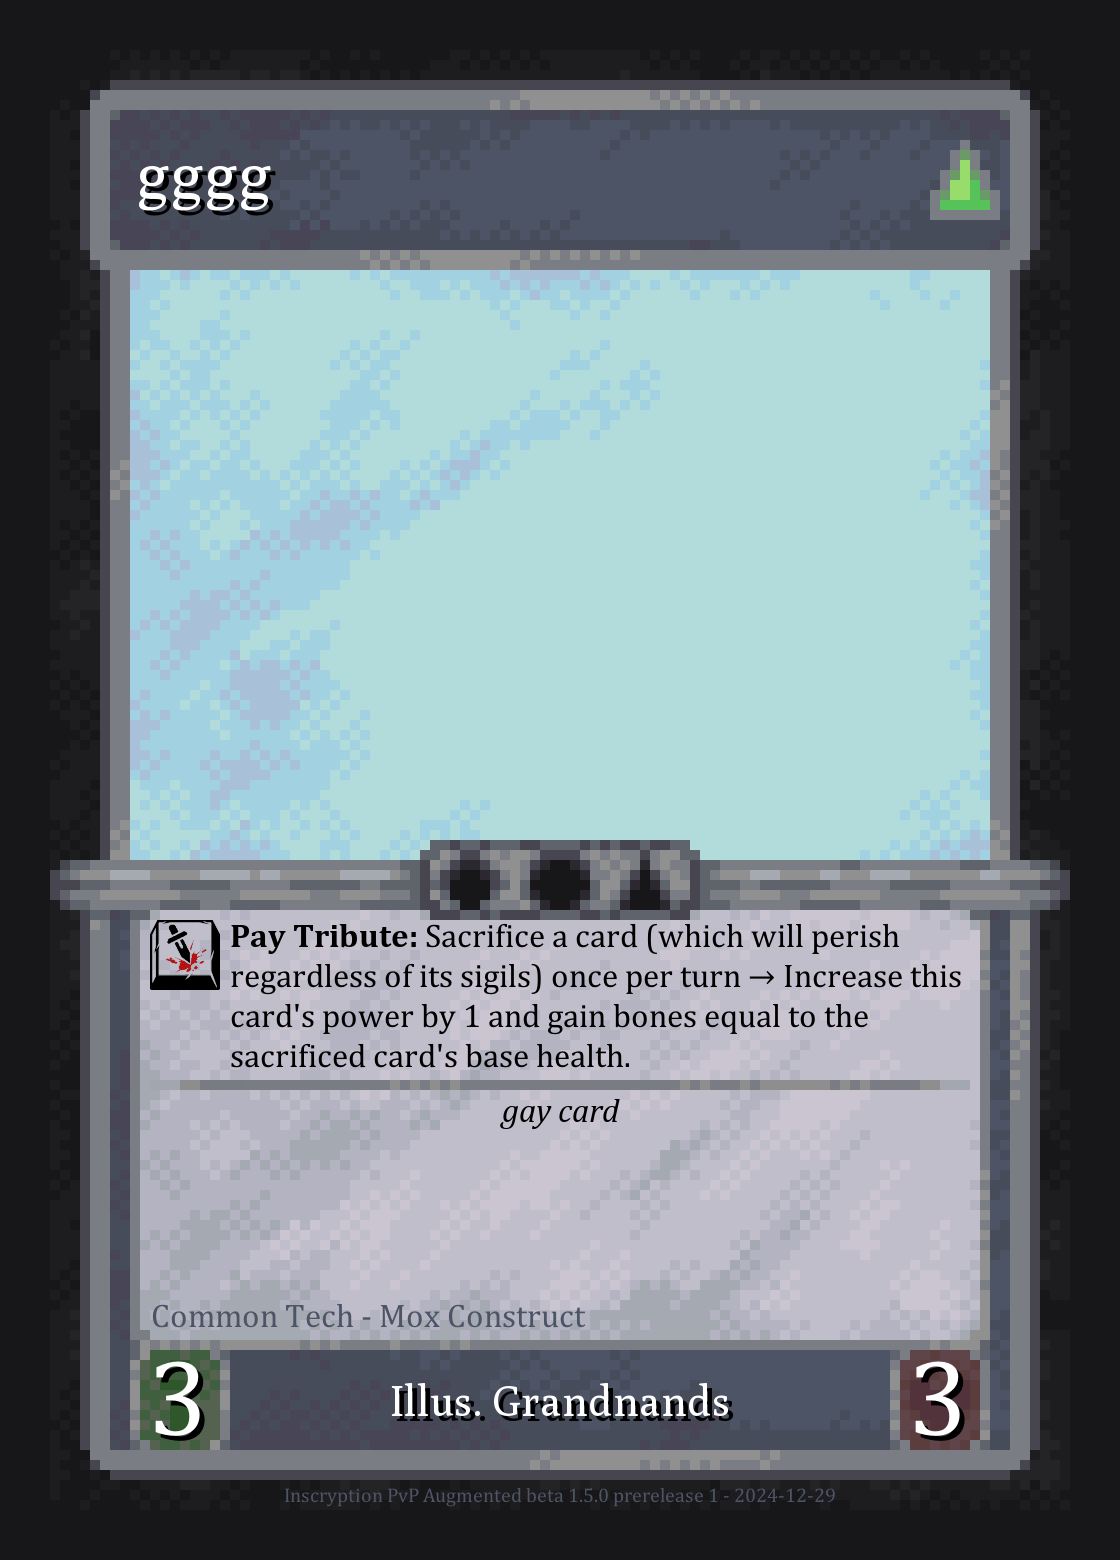 gggg
Pay Tribute: Sacrifice a card (which will perish
regardless of its sigils) once per turn → Increase this
card's power by 1 and gain bones equal to the
sacrificed card's base health.
gay card
Common Tech - Mox Construct
3 Illus. Grandnands 3
Inscryption PvP Augmented beta 1.5.0 prerelease 1 - 2024-12-29